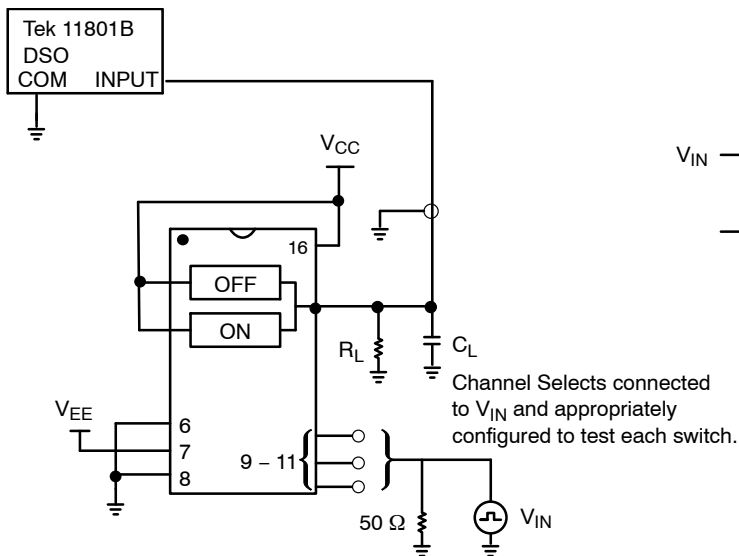 Tek 11801B
DSO
COM INPUT
VCC
VIN
16
OFF
ON
RL
CL
Channel Selects connected
to VIN and appropriately
configured to test each switch.
VEE
6
7
8
9 – 11
50 Ω
VIN